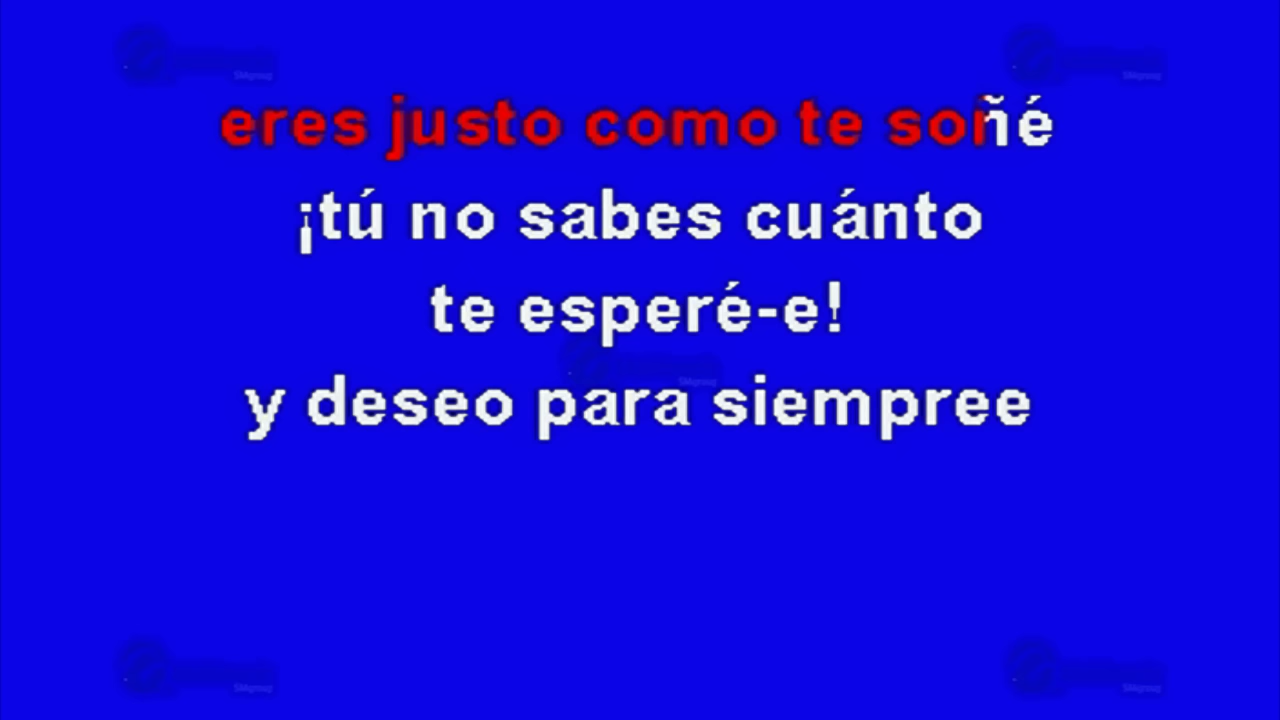 eres justo como te soñé
¡tú no sabes cuánto
te esperé-e!
y deseo para siempree